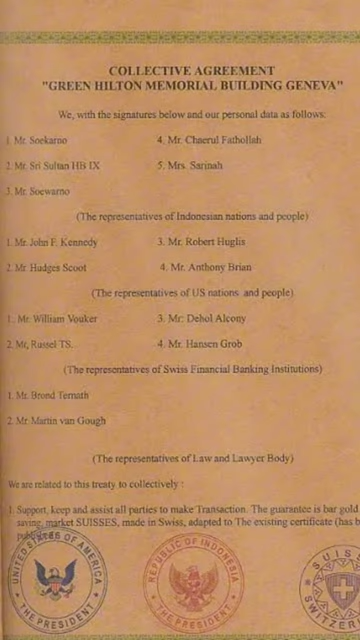 COLLECTIVE AGREEMENT
"GREEN HILTON MEMORIAL BUILDING GENEVA"
We, with the signatures below and our personal data as follows:
1. Mr. Soekarno 4. Mr. Chaerul Fathollah
2. Mr. Sri Sultan HB IX 5. Mrs. Sarinah
3. Mr. Soewarno
(The representatives of Indonesian nations and people)
1. Mr. John F. Kennedy 3. Mr. Robert Huglis
2. Mr. Hudges Scoot 4. Mr. Anthony Brian
(The representatives of US nations and people)
1. Mr. William Vouker 3. Mr. Dehol Alcony
2. Mr, Russel TS.. 4. Mr. Hansen Grob
(The representatives of Swiss Financial Banking Institutions)
1. Mr. Brond Ternath
2. Mr. Martin van Gough
(The representatives of Law and Lawyer Body)
We are related to this treaty to collectively :
1. Support, keep and assist all parties to make Transaction. The guarantee is bar gold
saving, market SUISSES, made in Swiss, adapted to The existing certificate (has b
UNITED STATES OF AMERICA
THE PRESIDENT
REPUBLIC OF INDONESIA
THE PRESIDENT
SUIS
SWITZER